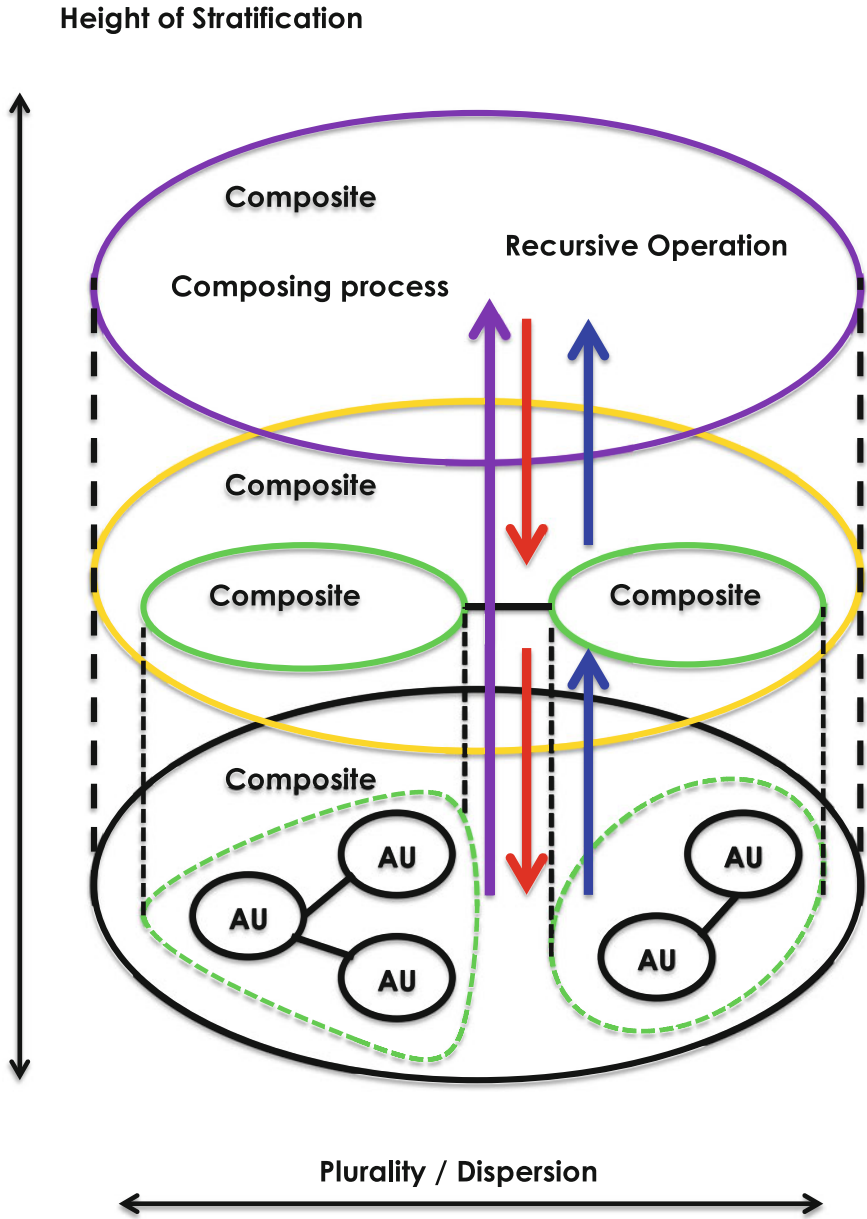 Height of Stratification
Composite
Recursive Operation
Composing process
Composite
Composite
Composite
Composite
AU
AU
AU
AU
AU
Plurality / Dispersion